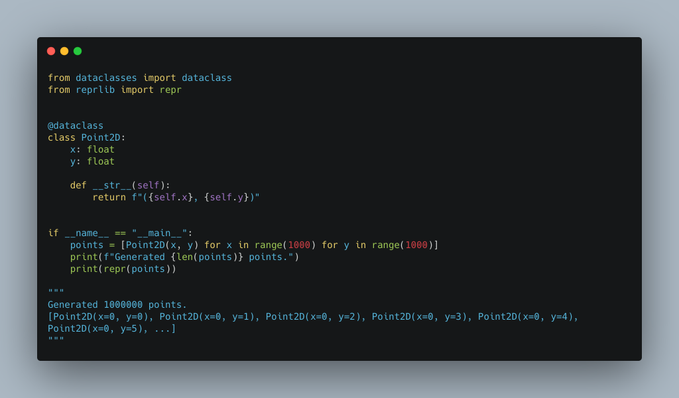 from dataclasses import dataclass
from reprlib import repr
@dataclass
class Point2D:
    x: float
    y: float
    def __str__(self):
        return f"({self.x}, {self.y})"
if __name__ == "__main__":
    points = [Point2D(x, y) for x in range(1000) for y in range(1000)]
    print(f"Generated {len(points)} points.")
    print(repr(points))
"""
Generated 1000000 points.
[Point2D(x=0, y=0), Point2D(x=0, y=1), Point2D(x=0, y=2), Point2D(x=0, y=3), Point2D(x=0, y=4),
Point2D(x=0, y=5), ...]
"""